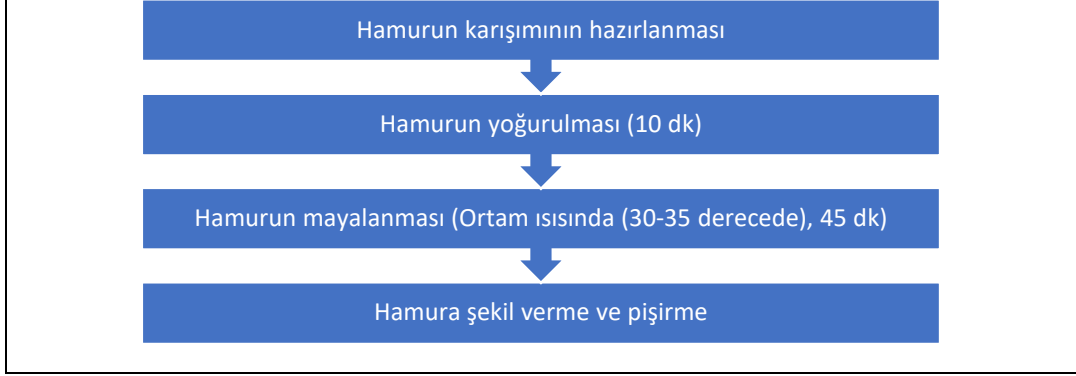 Hamurun karışımının hazırlanması
Hamurun yoğurulması (10 dk)
Hamurun mayalanması (Ortam ısısında (30-35 derecede), 45 dk)
Hamura şekil verme ve pişirme